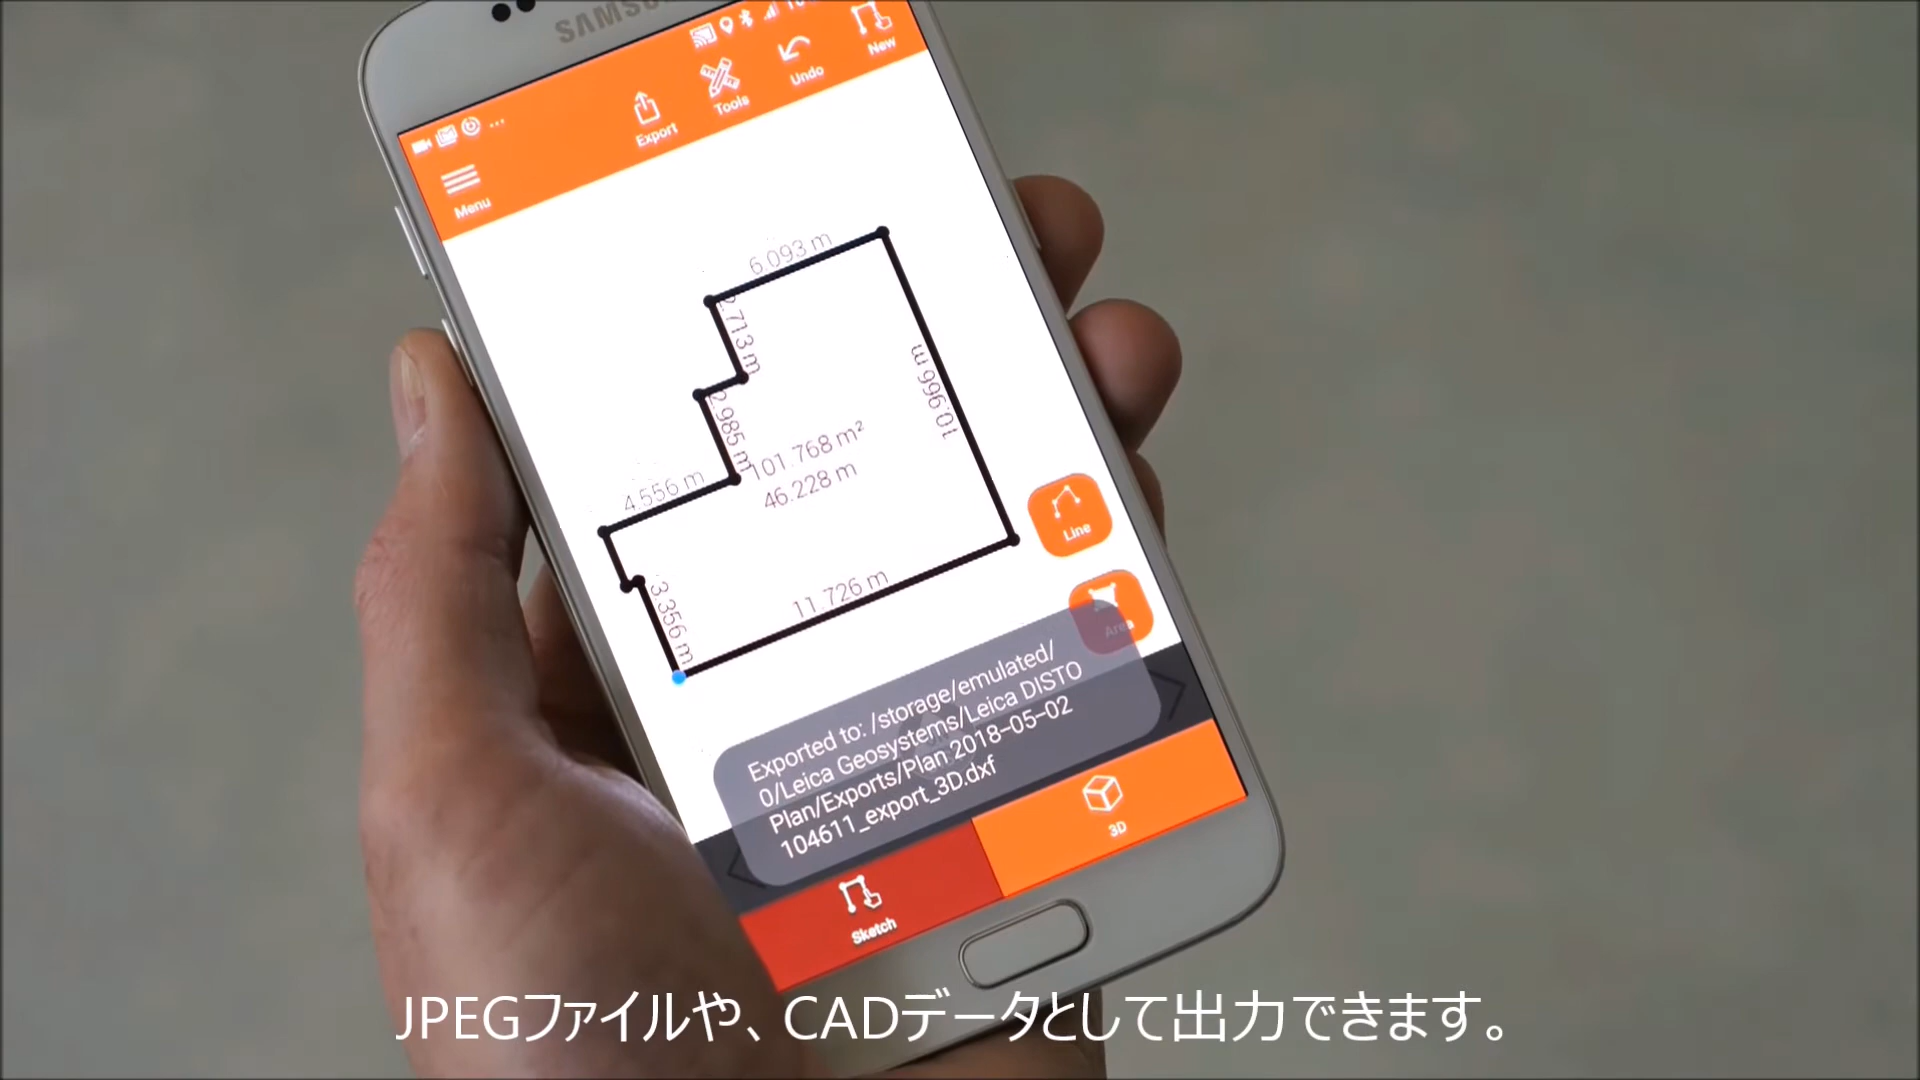 SAMSUNG
Export
Tools
Undo
New
Menu
6.093 m
2.713 m
2.985 m
10.966 m
101.768 m²
46.228 m
4.556 m
3.356 m
11.726 m
Line
Area
Exported to: /storage/emulated/
0/Leica Geosystems/Leica DISTO
Plan/Exports/Plan 2018-05-02
104611_export_3D.dxf
Sketch
3D
JPEGファイルや、CADデータとして出力できます。